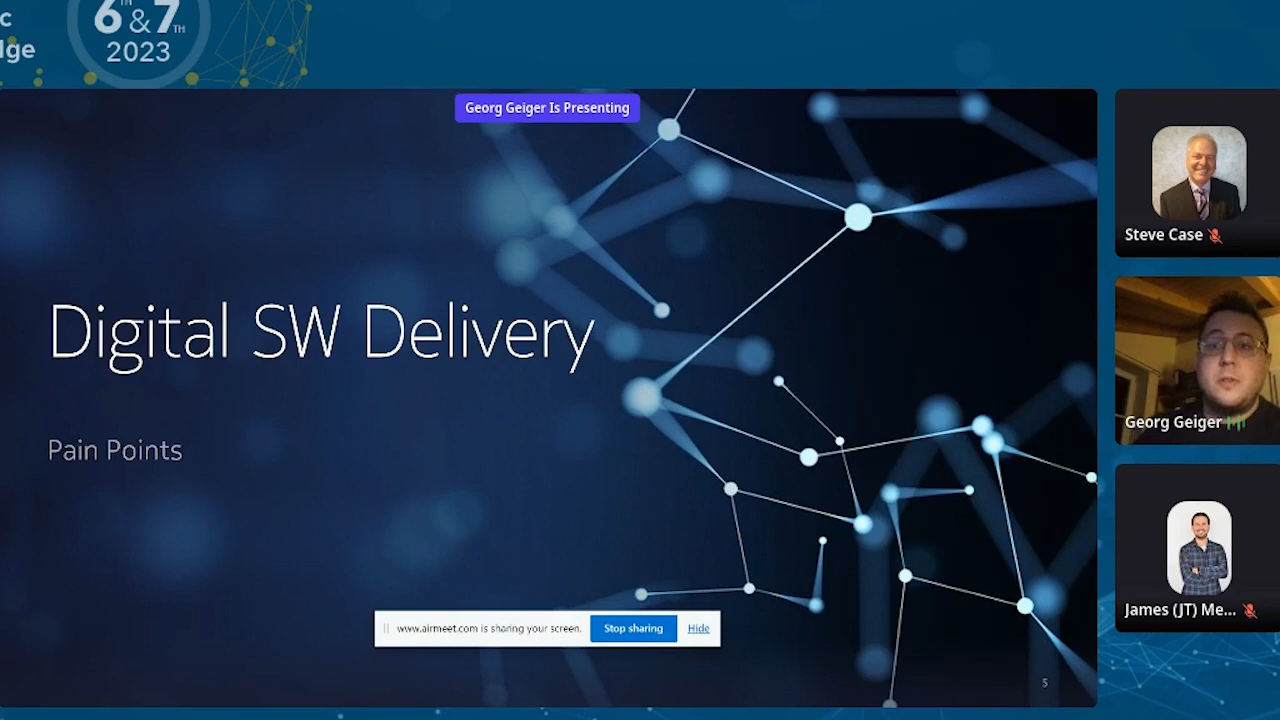 c
lge
6TH & 7TH
2023
Georg Geiger Is Presenting
Digital SW Delivery
Pain Points
www.airmeet.com is sharing your screen.
Stop sharing
Hide
5
Steve Case
Georg Geiger
James (JT) Me...